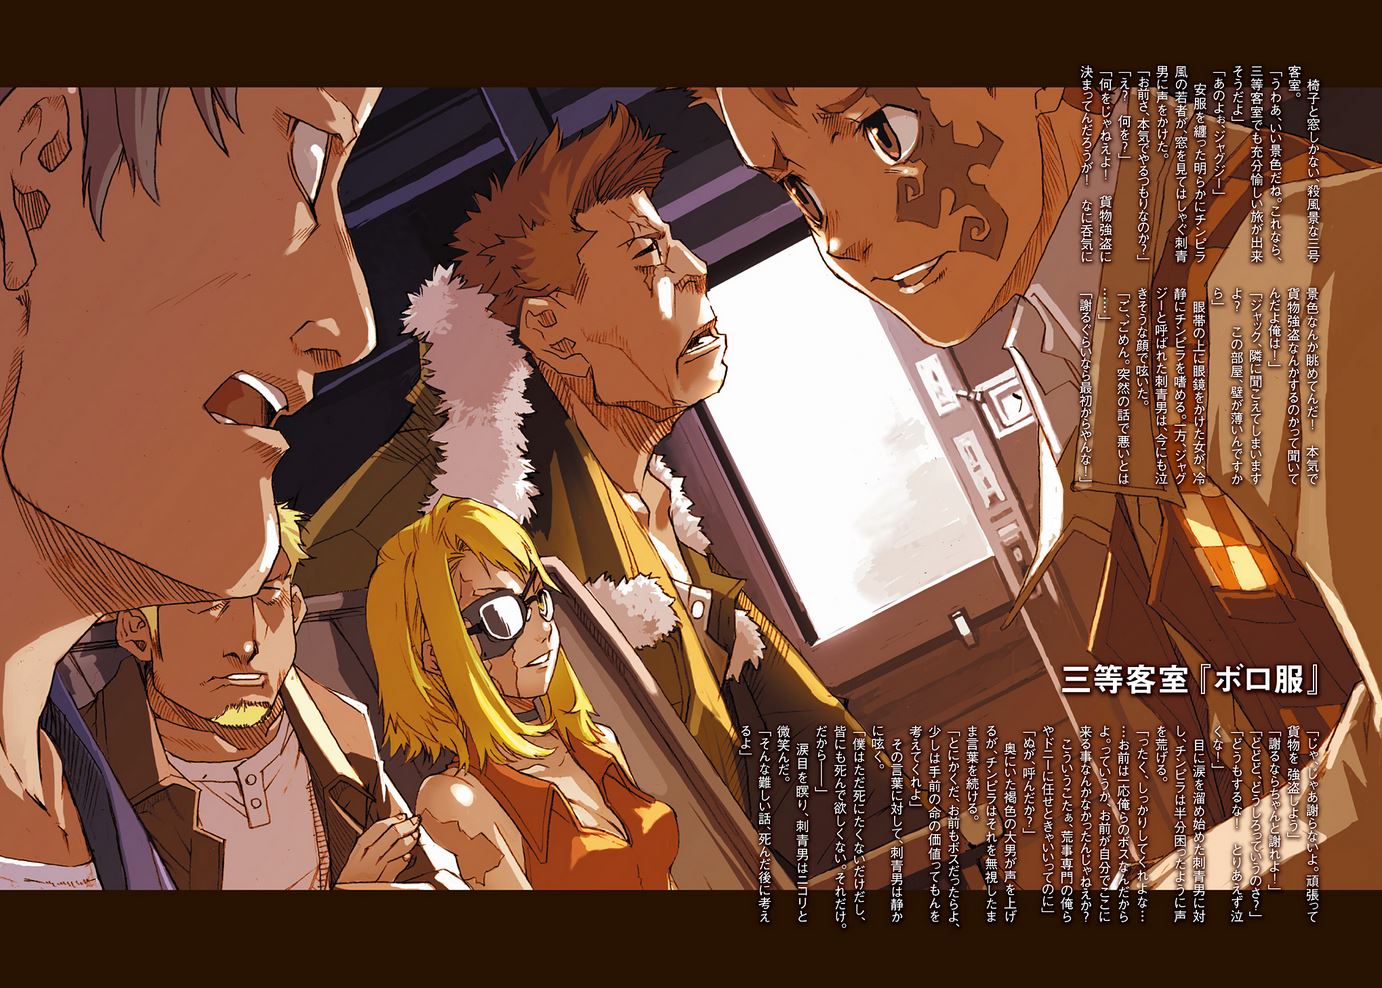 椅子と窓しかない、殺風景な三号
客室。
「うわあ、いい景色だね。これなら、
三等客室でも充分愉しい旅が出来
そうだよ」
「あのよぉ、ジャグジー」
　安服を纏った明らかにチンピラ
風の若者が、窓を見てはしゃぐ刺青
男に声をかけた。
「お前さ、本気でやるつもりなのか?」
「え?　何を?」
「何をじゃねえよ!　貨物強盗に
決まってんだろうが!　なに呑気に
景色なんか眺めてんだ!　本気で
貨物強盗なんかするのかって聞いて
んだよ俺は!」
「ジャック、隣に聞こえてしまいます
よ?　この部屋、壁が薄いんですか
ら」
　眼帯の上に眼鏡をかけた女が、冷
静にチンピラを嗜める。一方、ジャグ
ジーと呼ばれた刺青男は、今にも泣
きそうな顔で呟いた。
「ご、ごめん。突然の話で悪いとは
……」
「謝るぐらいなら最初からやんな!」
三等客室『ボロ服』
「じゃ、じゃあ謝らないよ。頑張って
貨物を 強盗しよう」
「謝るならちゃんと謝れよ!」
「どどど、どうしろっていうのさ?」
「どうもするな!　とりあえず泣
くな!」
　目に涙を溜め始めた刺青男に対
し、チンピラは半分困ったように声
を荒げる。
「ったく、しっかりしてくれよな…
…お前は一応俺らのボスなんだから
よ。っていうか、お前が自分でここに
来る事なんかなかったんじゃねえか?
こういうこたぁ、荒事専門の俺ら
やドニーに任せときゃいいってのに」
「ぬが、呼んだか?」
　奥にいた褐色の大男が声を上げ
るが、チンピラはそれを無視したま
ま言葉を続ける。
「とにかくだ、お前もボスだったらよ、
少しは手前の命の価値ってもんを
考えてくれよ」
　その言葉に対して、刺青男は静か
に呟く。
「僕はただ死にたくないだけだし、
皆にも死んで欲しくない。それだけ。
だから――」
　涙目を瞑り、刺青男はニコリと
微笑んだ。
「そんな難しい話、死んだ後に考え
るよ」